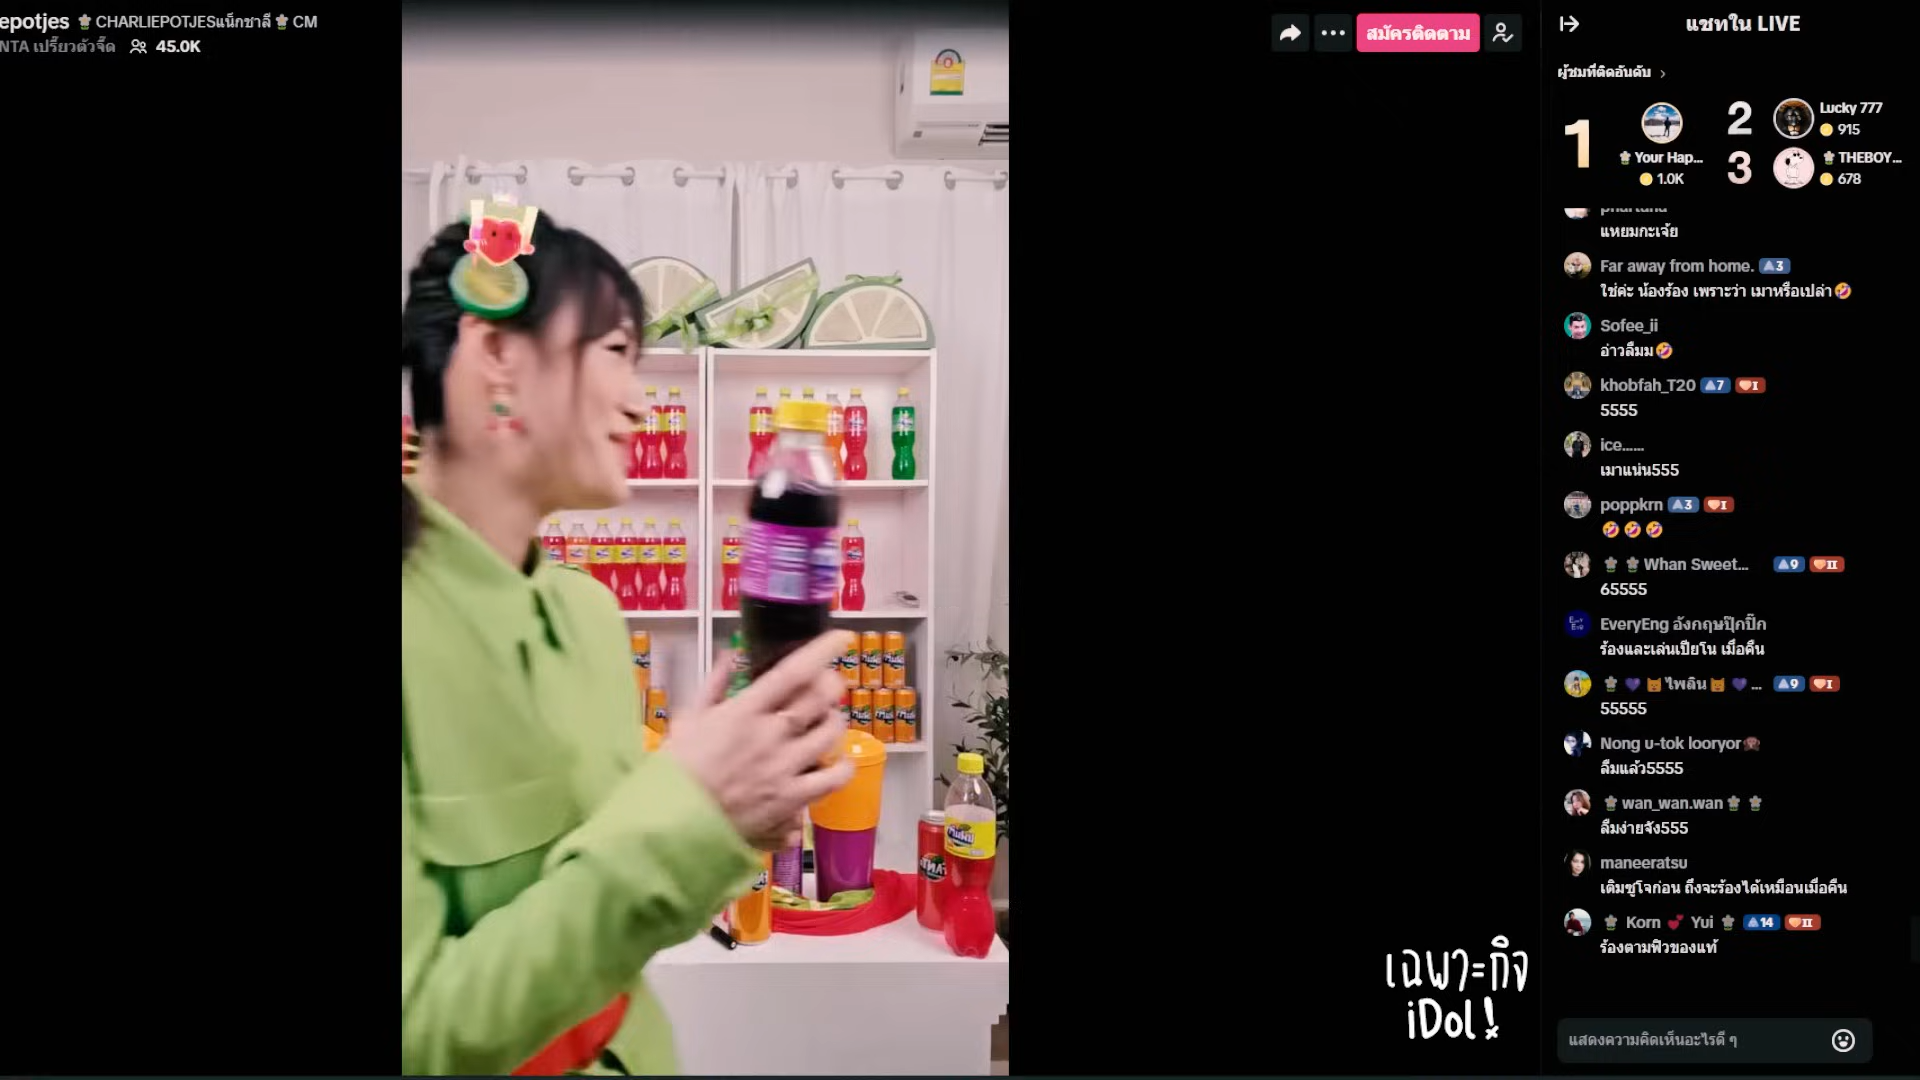 epotjes CHARLIEPOTJESแน็กชาลี CM
NTA เปรี้ยวตัวจี๊ด 45.0K
สมัครติดตาม
แชทใน LIVE
ผู้ชมที่ติดอันดับ
1
Your Hap...
1.0K
2
Lucky 777
915
3
THEBOY...
678
แหยมกะเจ้ย
Far away from home. 3
ใช่ค่ะ น้องร้อง เพราะว่า เมาหรือเปล่า🤣
Sofee_ii
อ่าวลืมม🤣
khobfah_T20 7 I
5555
ice......
เมาแน่น555
poppkrn 3 I
🤣🤣🤣
Whan Sweet... 9 II
65555
EveryEng อังกฤษปุ๊กปิ๊ก
ร้องและเล่นเปียโน เมื่อคืน
💜ไพลิน💜... 9 I
55555
Nong u-tok looryor
ลืมแล้ว5555
wan_wan.wan
ลืมง่ายจัง555
maneeratsu
เติมชูโจก่อน ถึงจะร้องได้เหมือนเมื่อคืน
Korn 💕 Yui 14 II
ร้องตามฟิวของแท้
แสดงความคิดเห็นอะไรดี ๆ
เฉพาะกิจ
iDol!